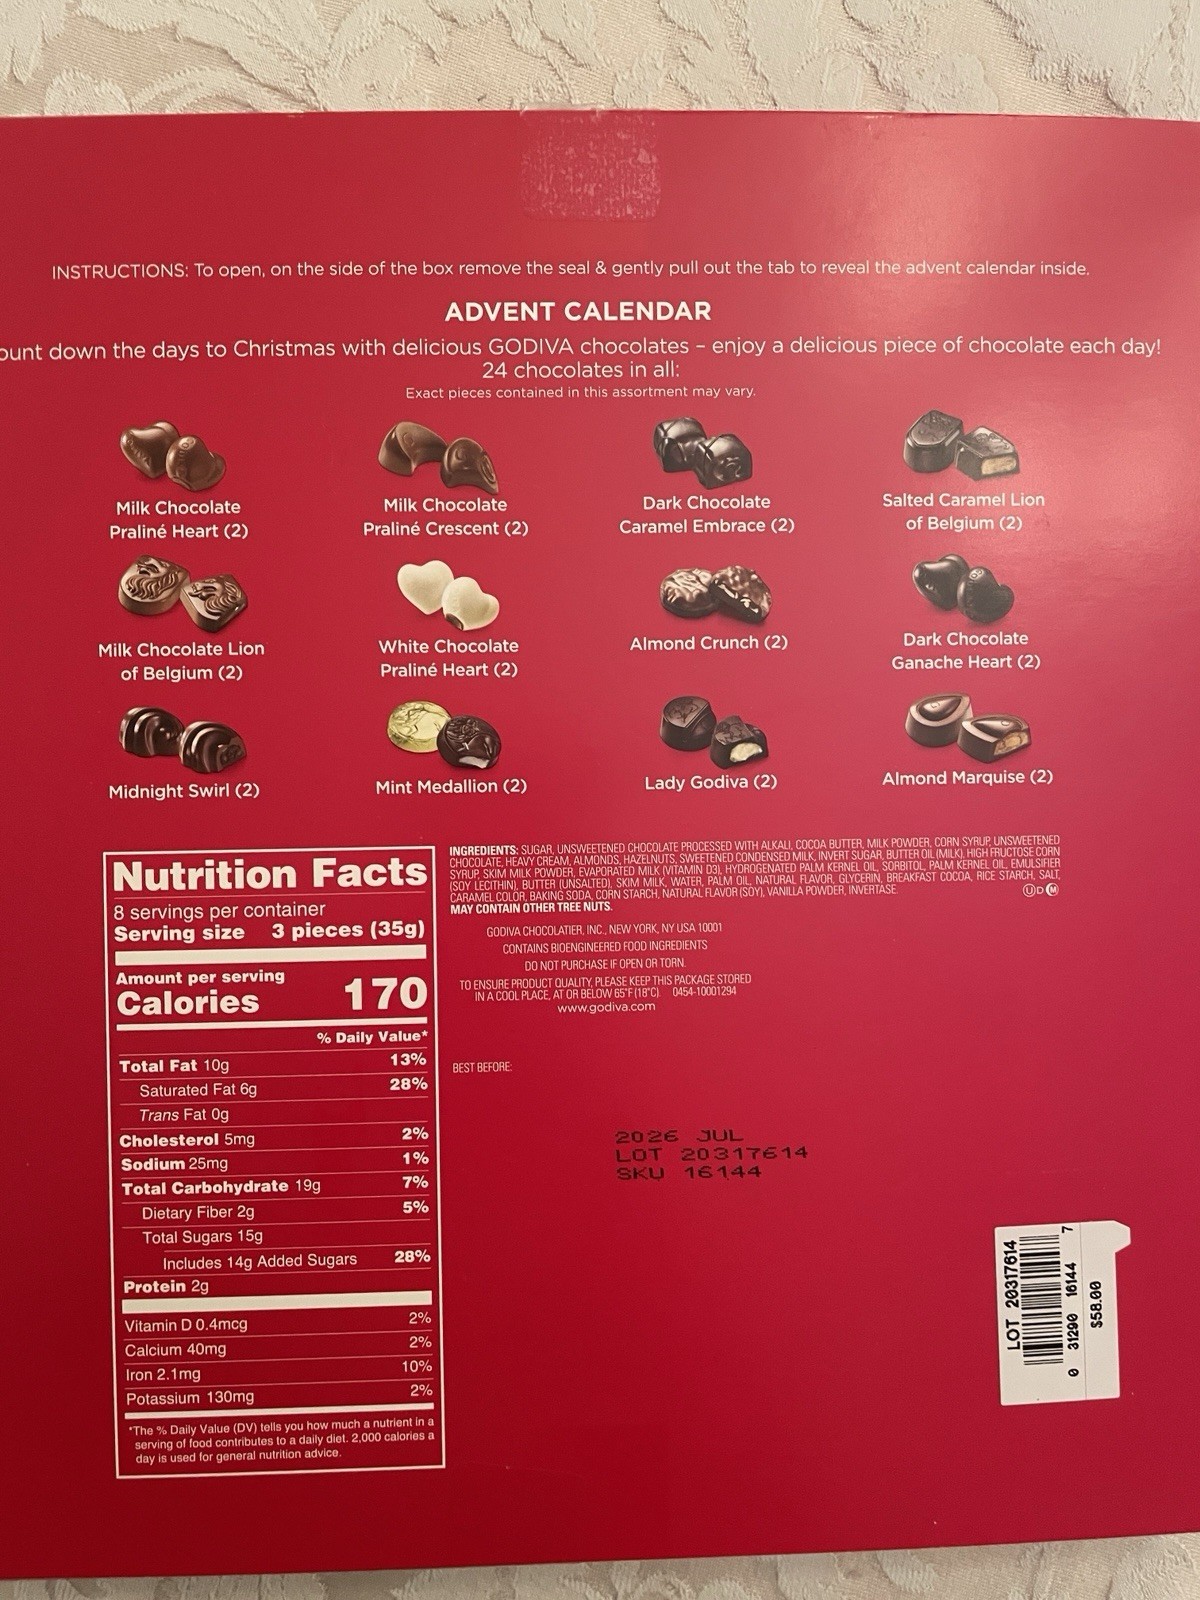 INSTRUCTIONS: To open, on the side of the box remove the seal & gently pull out the tab to reveal the advent calendar inside.
ADVENT CALENDAR
ount down the days to Christmas with delicious GODIVA chocolates – enjoy a delicious piece of chocolate each day!
24 chocolates in all:
Exact pieces contained in this assortment may vary.
Milk Chocolate
Praliné Heart (2)
Milk Chocolate
Praliné Crescent (2)
Dark Chocolate
Caramel Embrace (2)
Salted Caramel Lion
of Belgium (2)
Milk Chocolate Lion
of Belgium (2)
White Chocolate
Praliné Heart (2)
Almond Crunch (2)
Dark Chocolate
Ganache Heart (2)
Midnight Swirl (2)
Mint Medallion (2)
Lady Godiva (2)
Almond Marquise (2)
Nutrition Facts
8 servings per container
Serving size 3 pieces (35g)
Amount per serving
Calories 170
% Daily Value*
Total Fat 10g 13%
Saturated Fat 6g 28%
Trans Fat 0g
Cholesterol 5mg 2%
Sodium 25mg 1%
Total Carbohydrate 19g 7%
Dietary Fiber 2g 5%
Total Sugars 15g
Includes 14g Added Sugars 28%
Protein 2g
Vitamin D 0.4mcg 2%
Calcium 40mg 2%
Iron 2.1mg 10%
Potassium 130mg 2%
*The % Daily Value (DV) tells you how much a nutrient in a
serving of food contributes to a daily diet. 2,000 calories a
day is used for general nutrition advice.
INGREDIENTS: SUGAR, UNSWEETENED CHOCOLATE PROCESSED WITH ALKALI, COCOA BUTTER, MILK POWDER, CORN SYRUP, UNSWEETENED
CHOCOLATE, HEAVY CREAM, ALMONDS, HAZELNUTS, SWEETENED CONDENSED MILK, INVERT SUGAR, BUTTER OIL (MILK), HIGH FRUCTOSE CORN
SYRUP, SKIM MILK POWDER, EVAPORATED MILK (VITAMIN D3), HYDROGENATED PALM KERNEL OIL, SORBITOL, PALM KERNEL OIL, EMULSIFIER
(SOY LECITHIN), BUTTER (UNSALTED), SKIM MILK, WATER, PALM OIL, NATURAL FLAVOR, GLYCERIN, BREAKFAST COCOA, RICE STARCH, SALT,
CARAMEL COLOR, BAKING SODA, CORN STARCH, NATURAL FLAVOR (SOY), VANILLA POWDER, INVERTASE.
MAY CONTAIN OTHER TREE NUTS.
Ⓤ D Ⓜ
GODIVA CHOCOLATIER, INC., NEW YORK, NY USA 10001
CONTAINS BIOENGINEERED FOOD INGREDIENTS
DO NOT PURCHASE IF OPEN OR TORN.
TO ENSURE PRODUCT QUALITY, PLEASE KEEP THIS PACKAGE STORED
IN A COOL PLACE, AT OR BELOW 65°F (18°C). 0454-10001294
www.godiva.com
BEST BEFORE:
2026 JUL
LOT 20317614
SKU 16144
LOT 20317614
0 31290 16144 7
$58.00